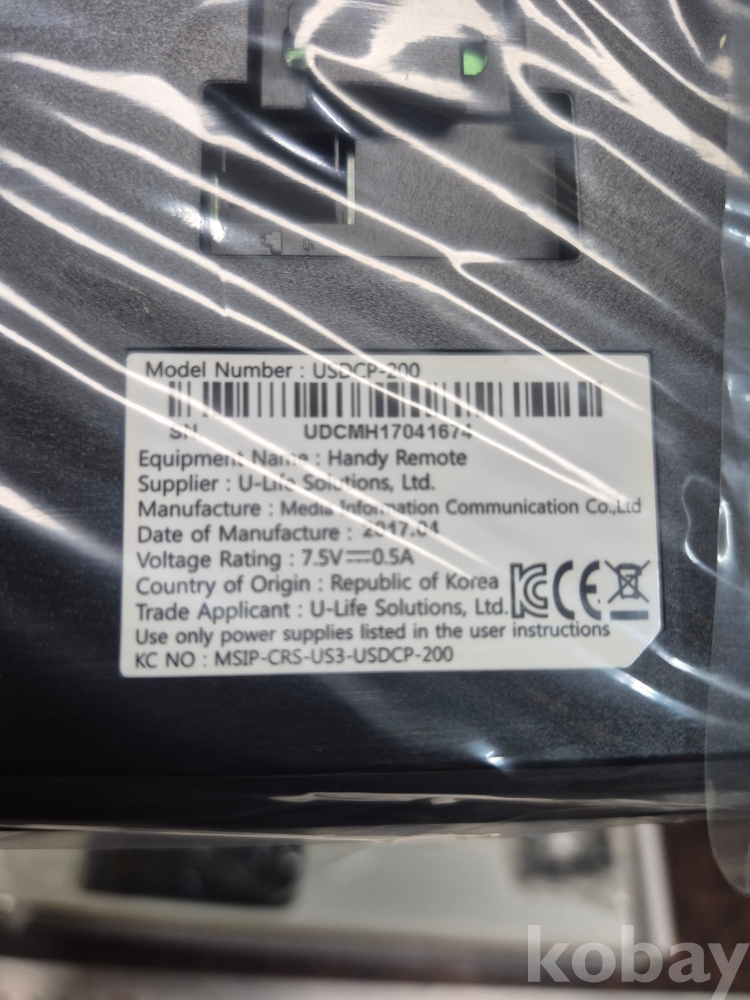 Model Number : USDCP-200
SN UDCMH17041674
Equipment Name : Handy Remote
Supplier : U-Life Solutions, Ltd.
Manufacture : Media Information Communication Co.,Ltd
Date of Manufacture : 2017.04
Voltage Rating : 7.5V⎓0.5A
Country of Origin : Republic of Korea
Trade Applicant : U-Life Solutions, Ltd.
Use only power supplies listed in the user instructions
KC NO : MSIP-CRS-US3-USDCP-200
KC CE
kobay